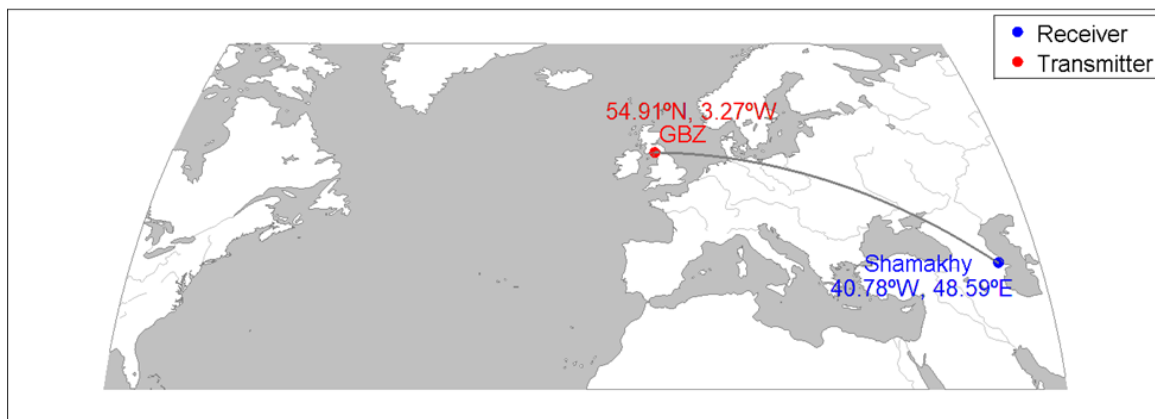 Receiver
Transmitter
54.91ºN, 3.27ºW
GBZ
Shamakhy
40.78ºW, 48.59ºE